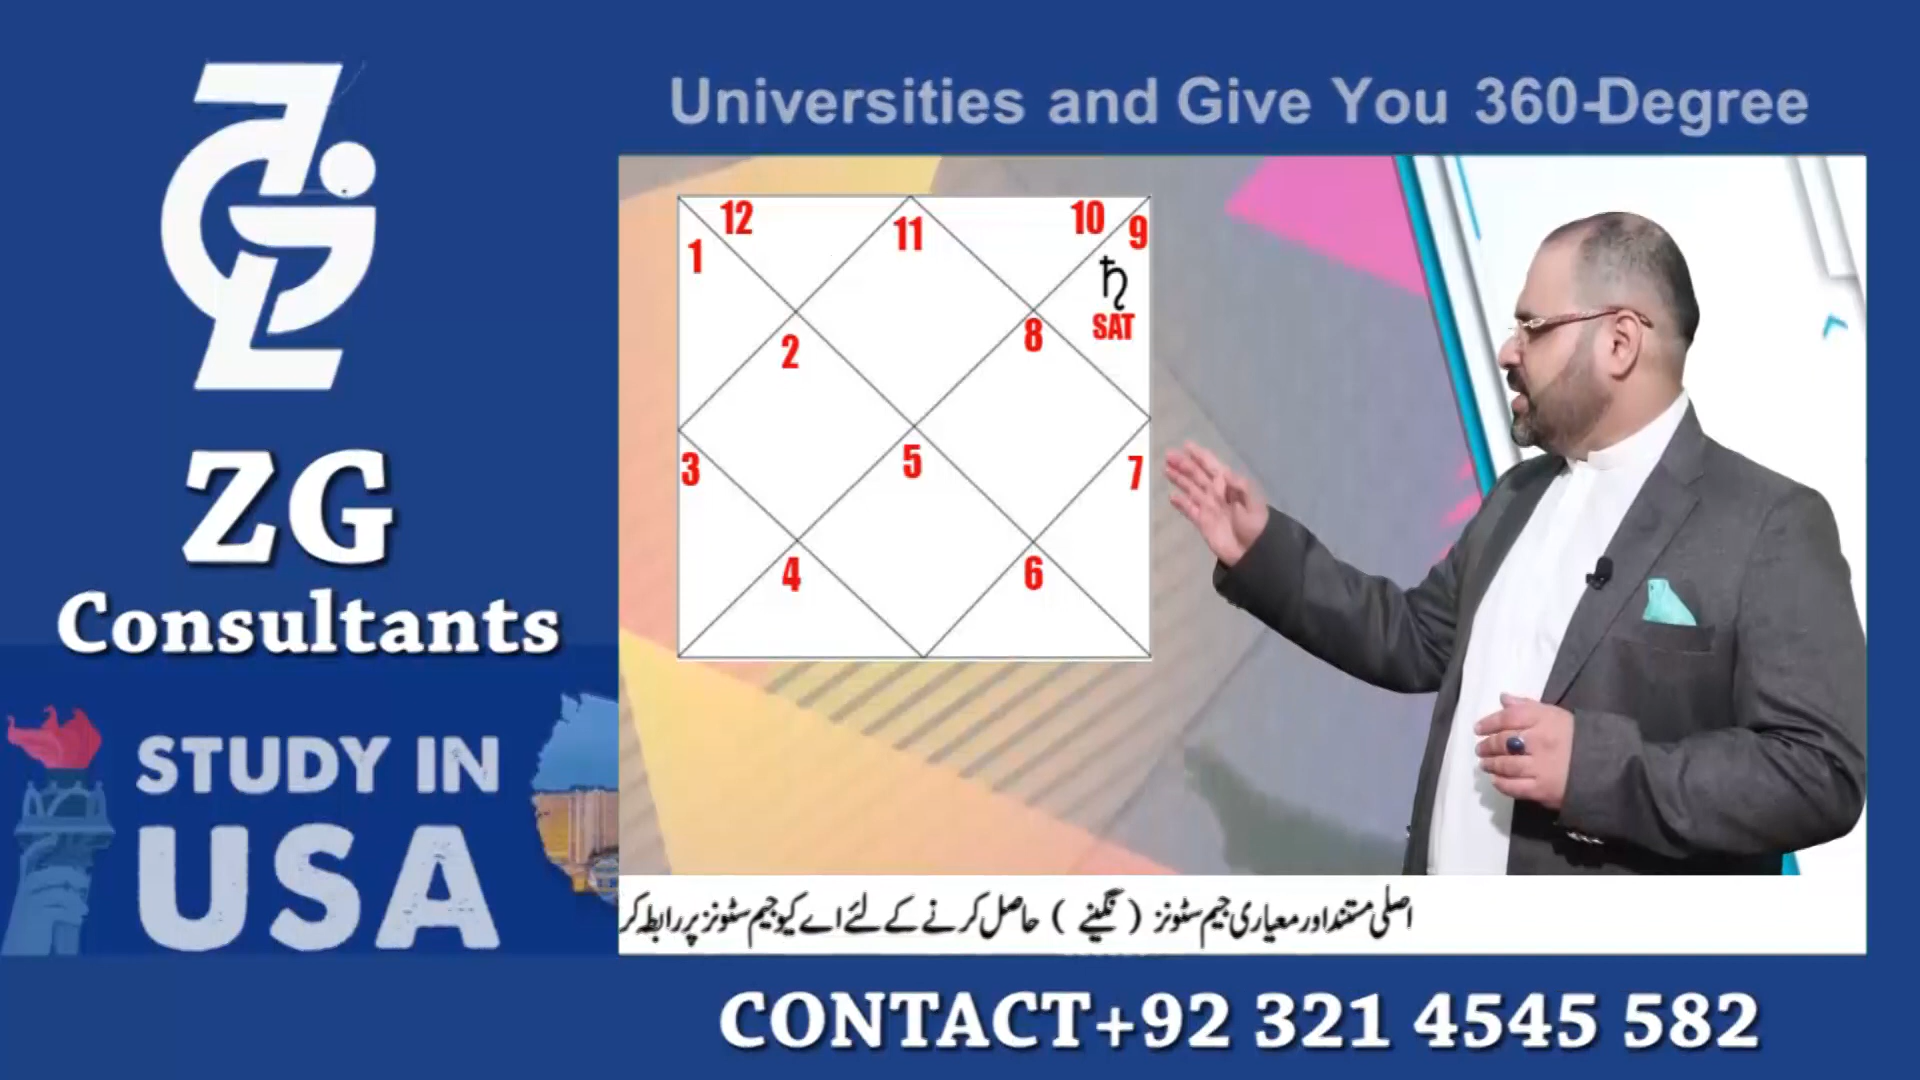 Universities and Give You 360-Degree
ZGL
ZG
Consultants
STUDY IN
USA
12
11
10
9
1
♄
SAT
2
8
3
5
7
4
6
اصلی مستند اور معیاری جیم سٹونز ( نگینے ) حاصل کرنے کے لئے اے کیو جیم سٹونز پر رابطہ کر
CONTACT+92 321 4545 582